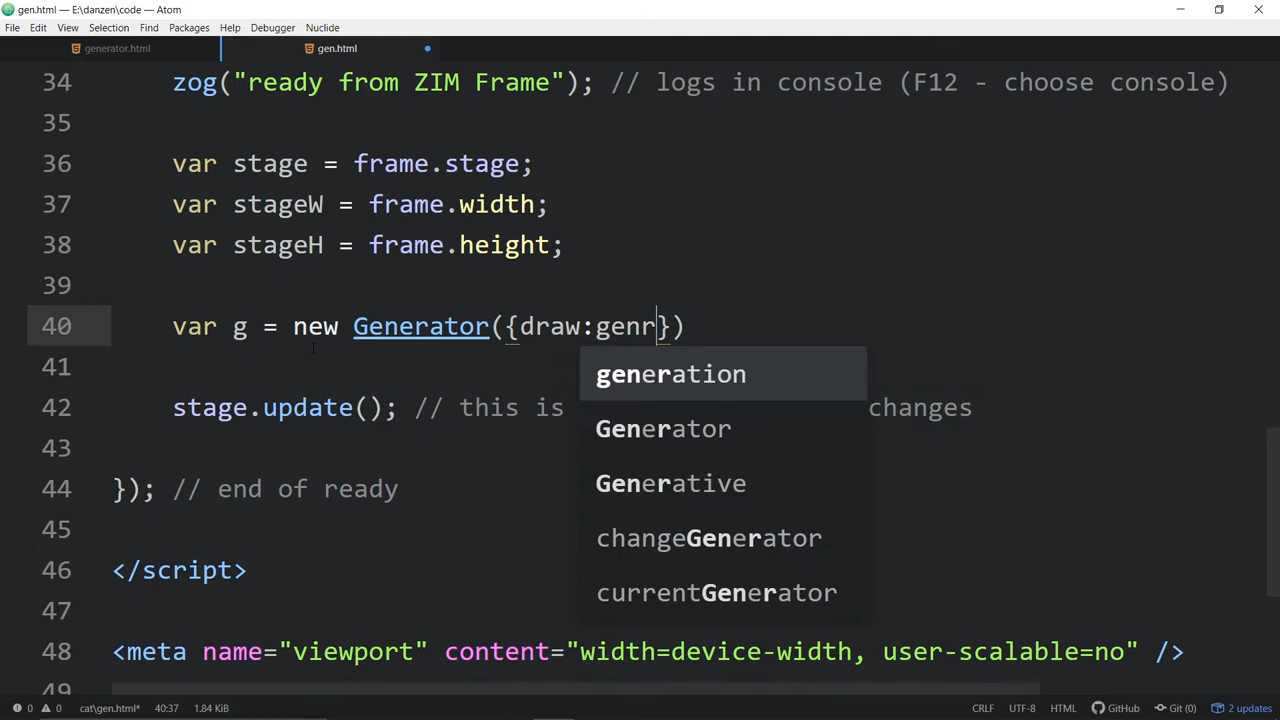 gen.html — E:\danzen\code — Atom
File Edit View Selection Find Packages Help Debugger Nuclide
generator.html gen.html
34 zog("ready from ZIM Frame"); // logs in console (F12 - choose console)
35
36 var stage = frame.stage;
37 var stageW = frame.width;
38 var stageH = frame.height;
39
40 var g = new Generator({draw:genr})
41 generation
42 stage.update(); // this is changes
Generator
43
Generative
44 }); // end of ready
45 changeGenerator
46 </script>
currentGenerator
47
48 <meta name="viewport" content="width=device-width, user-scalable=no" />
49
0 0 cat\gen.html* 40:37 1.84 KiB CRLF UTF-8 HTML GitHub Git (0) 2 updates